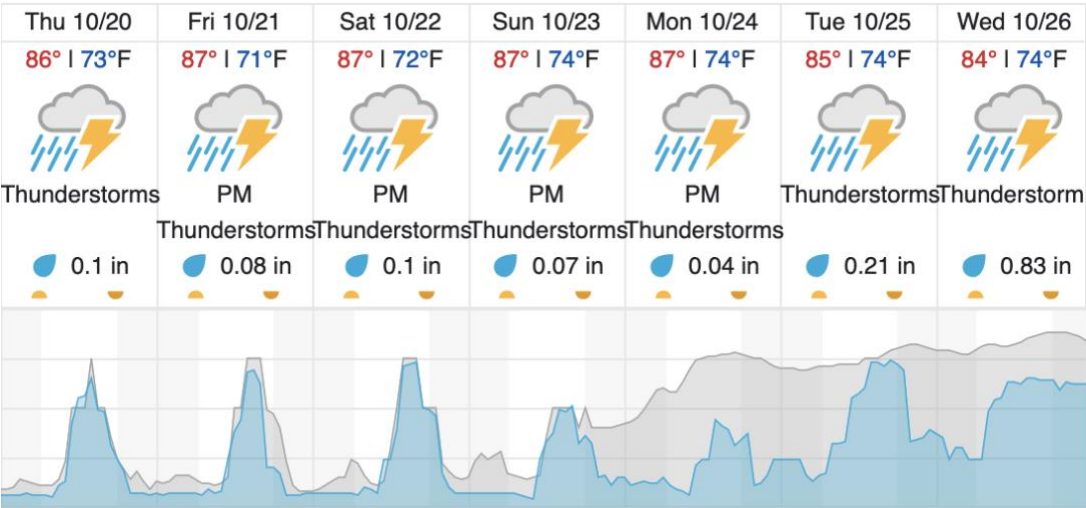 Thu 10/20 Fri 10/21 Sat 10/22 Sun 10/23 Mon 10/24 Tue 10/25 Wed 10/26
86° | 73°F 87° | 71°F 87° | 72°F 87° | 74°F 87° | 74°F 85° | 74°F 84° | 74°F
Thunderstorms PM PM PM PM Thunderstorms Thunderstorm
Thunderstorms Thunderstorms Thunderstorms Thunderstorms
0.1 in 0.08 in 0.1 in 0.07 in 0.04 in 0.21 in 0.83 in